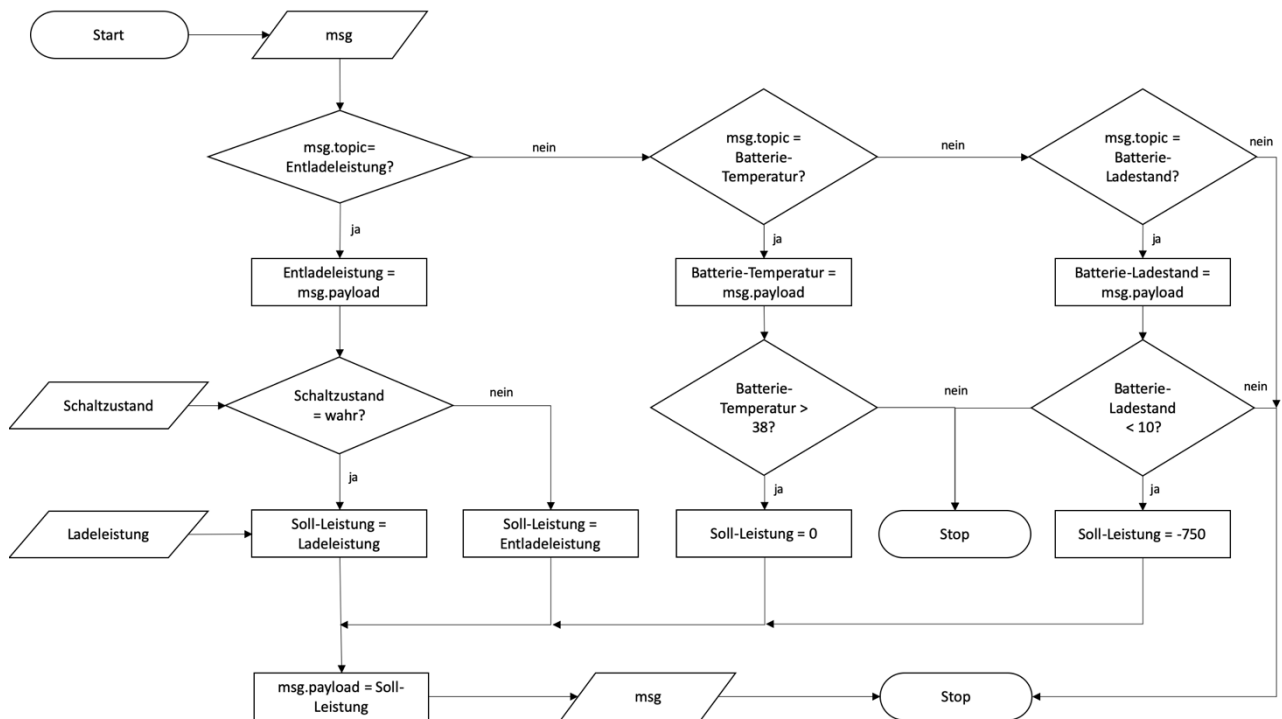 Start
msg
msg.topic=
Entladeleistung?
nein
msg.topic =
Batterie-
Temperatur?
nein
msg.topic =
Batterie-
Ladestand?
nein
ja
ja
ja
Entladeleistung =
msg.payload
Batterie-Temperatur =
msg.payload
Batterie-Ladestand =
msg.payload
Schaltzustand
Schaltzustand
= wahr?
nein
Batterie-
Temperatur >
38?
nein
Batterie-
Ladestand
< 10?
nein
ja
ja
ja
Ladeleistung
Soll-Leistung =
Ladeleistung
Soll-Leistung =
Entladeleistung
Soll-Leistung = 0
Stop
Soll-Leistung = -750
msg.payload = Soll-
Leistung
msg
Stop